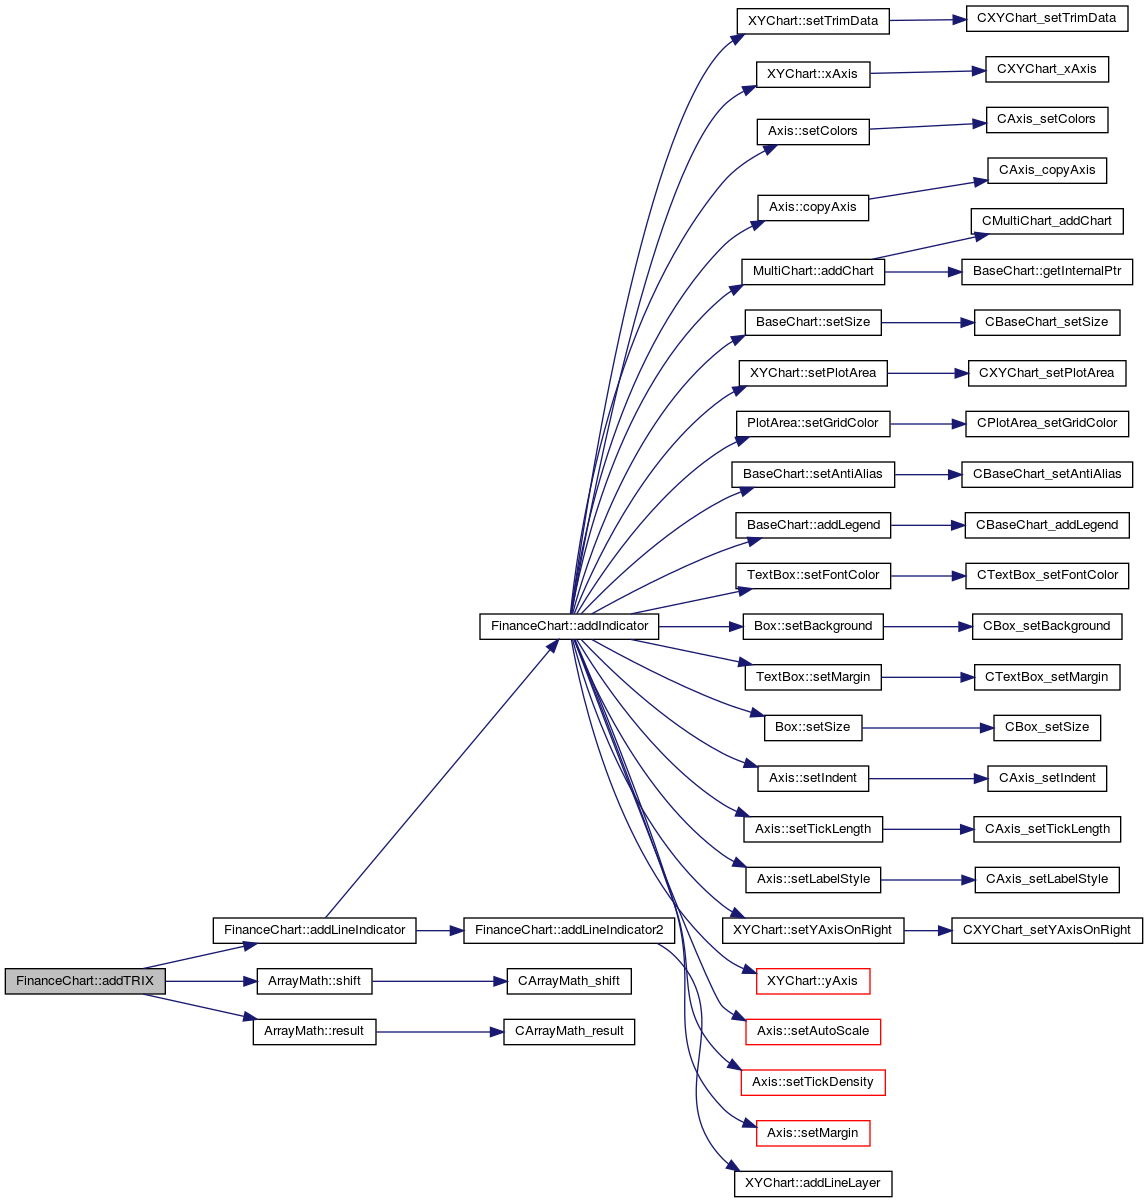 XYChart::setTrimData
CXYChart_setTrimData
XYChart::xAxis
CXYChart_xAxis
Axis::setColors
CAxis_setColors
Axis::copyAxis
CAxis_copyAxis
MultiChart::addChart
CMultiChart_addChart
BaseChart::getInternalPtr
BaseChart::setSize
CBaseChart_setSize
XYChart::setPlotArea
CXYChart_setPlotArea
PlotArea::setGridColor
CPlotArea_setGridColor
BaseChart::setAntiAlias
CBaseChart_setAntiAlias
BaseChart::addLegend
CBaseChart_addLegend
TextBox::setFontColor
CTextBox_setFontColor
FinanceChart::addIndicator
Box::setBackground
CBox_setBackground
TextBox::setMargin
CTextBox_setMargin
Box::setSize
CBox_setSize
Axis::setIndent
CAxis_setIndent
Axis::setTickLength
CAxis_setTickLength
Axis::setLabelStyle
CAxis_setLabelStyle
FinanceChart::addLineIndicator
FinanceChart::addLineIndicator2
XYChart::setYAxisOnRight
CXYChart_setYAxisOnRight
FinanceChart::addTRIX
ArrayMath::shift
CArrayMath_shift
XYChart::yAxis
ArrayMath::result
CArrayMath_result
Axis::setAutoScale
Axis::setTickDensity
Axis::setMargin
XYChart::addLineLayer